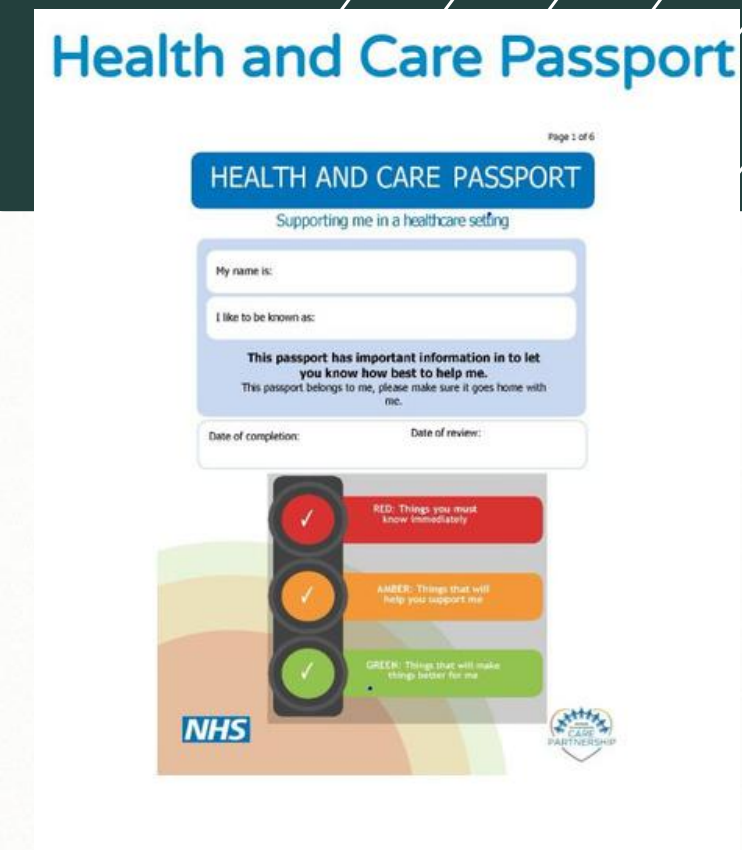 Health and Care Passport
Page 1 of 6
HEALTH AND CARE PASSPORT
Supporting me in a healthcare setting
My name is:
I like to be known as:
This passport has important information in to let
you know how best to help me.
This passport belongs to me, please make sure it goes home with
me.
Date of completion:
Date of review:
RED: Things you must
know immediately
AMBER: Things that will
help you support me
GREEN: Things that will make
things better for me
NHS
CARE
PARTNERSHIP